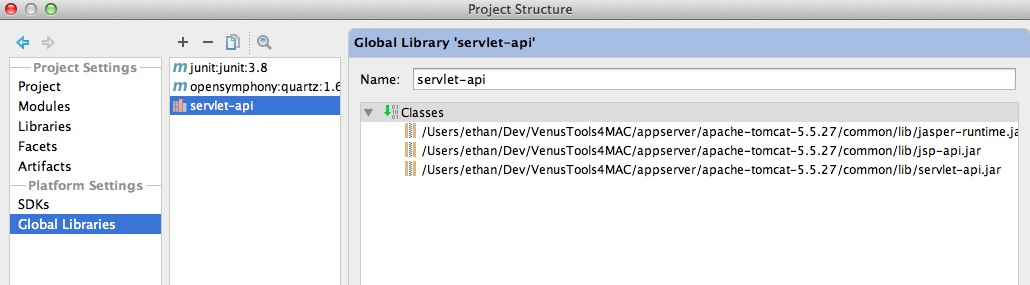 Project Structure
Project Settings
Project
Modules
Libraries
Facets
Artifacts
Platform Settings
SDKs
Global Libraries
junit:junit:3.8
opensymphony:quartz:1.6
servlet-api
Global Library 'servlet-api'
Name: servlet-api
Classes
/Users/ethan/Dev/VenusTools4MAC/appserver/apache-tomcat-5.5.27/common/lib/jasper-runtime.ja
/Users/ethan/Dev/VenusTools4MAC/appserver/apache-tomcat-5.5.27/common/lib/jsp-api.jar
/Users/ethan/Dev/VenusTools4MAC/appserver/apache-tomcat-5.5.27/common/lib/servlet-api.jar